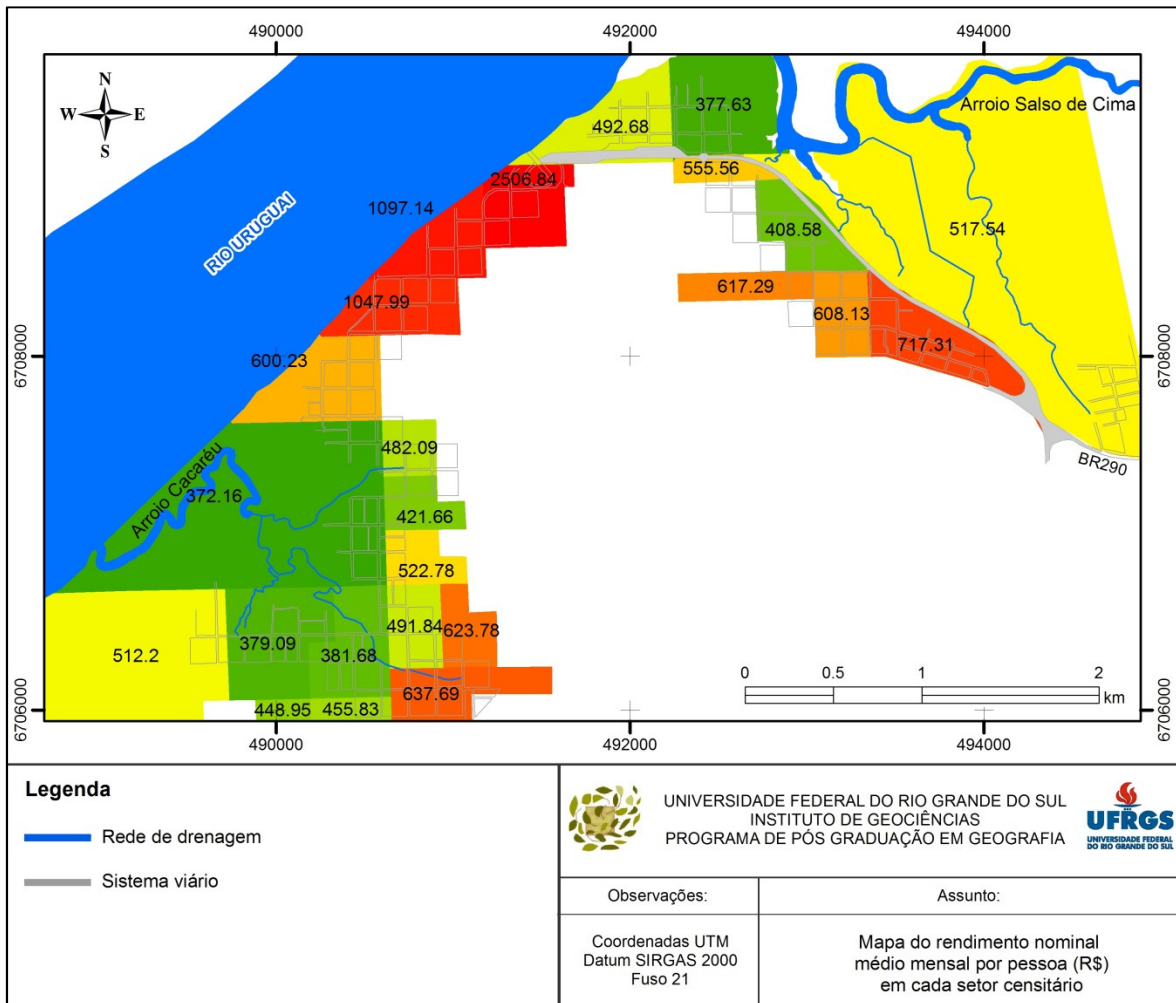 490000
492000
494000
N
W
E
S
Arroio Salso de Cima
377.63
492.68
555.56
2506.84
1097.14
408.58
517.54
RIO URUGUAI
617.29
1047.99
608.13
717.31
6708000
600.23
6708000
482.09
BR290
Arroio Cacaréu
372.16
421.66
522.78
491.84
623.78
379.09
381.68
512.2
637.69
448.95
455.83
0
0.5
1
2
km
6706000
6706000
490000
492000
494000
Legenda
Rede de drenagem
Sistema viário
UNIVERSIDADE FEDERAL DO RIO GRANDE DO SUL
INSTITUTO DE GEOCIÊNCIAS
PROGRAMA DE PÓS GRADUAÇÃO EM GEOGRAFIA
UFRGS
UNIVERSIDADE FEDERAL
DO RIO GRANDE DO SUL
Observações:
Coordenadas UTM
Datum SIRGAS 2000
Fuso 21
Assunto:
Mapa do rendimento nominal
médio mensal por pessoa (R$)
em cada setor censitário